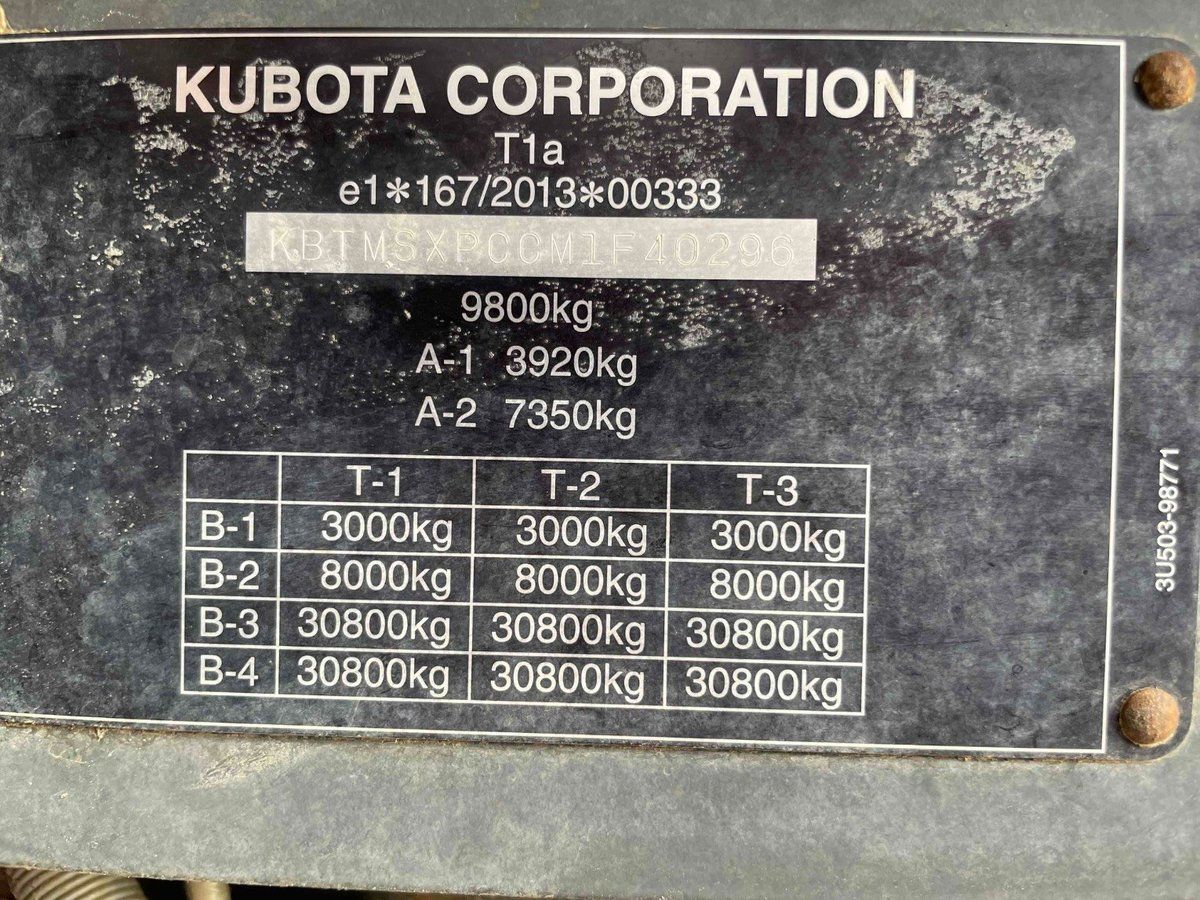 KUBOTA CORPORATION
T1a
e1*167/2013*00333
KBTMSXPCCM1F40296
9800kg
A-1 3920kg
A-2 7350kg
T-1 T-2 T-3
B-1 3000kg 3000kg 3000kg
B-2 8000kg 8000kg 8000kg
B-3 30800kg 30800kg 30800kg
B-4 30800kg 30800kg 30800kg
3U503-98771